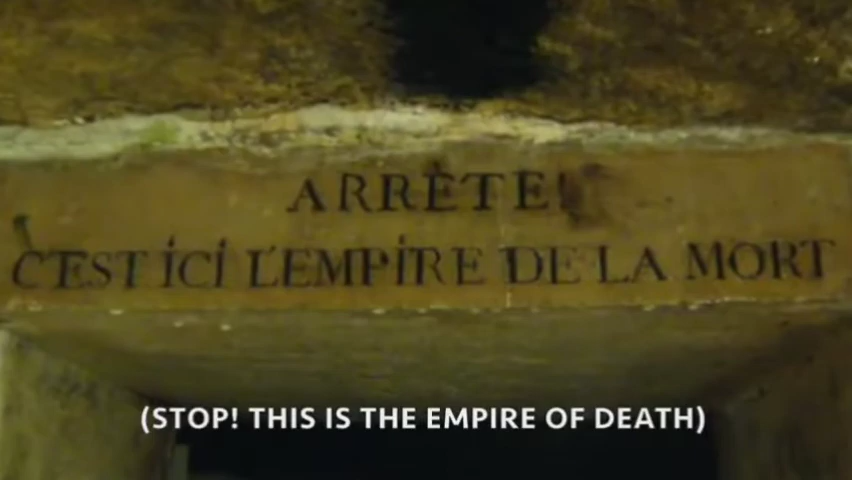 ARRÊTE!
C'EST ICI L'EMPIRE DE LA MORT
(STOP! THIS IS THE EMPIRE OF DEATH)